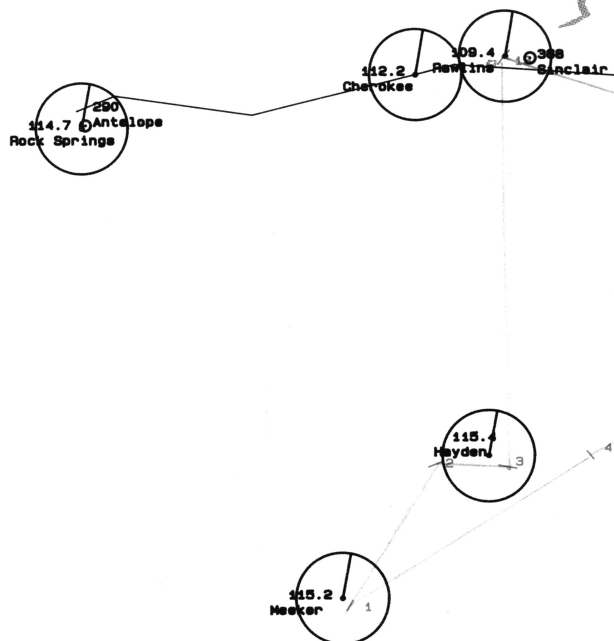 109.4 368
Rawlins Sinclair
112.2
Cherokee
290
114.7 Antelope
Rock Springs
115.4
Hayden
2 3
4
115.2
Meeker 1